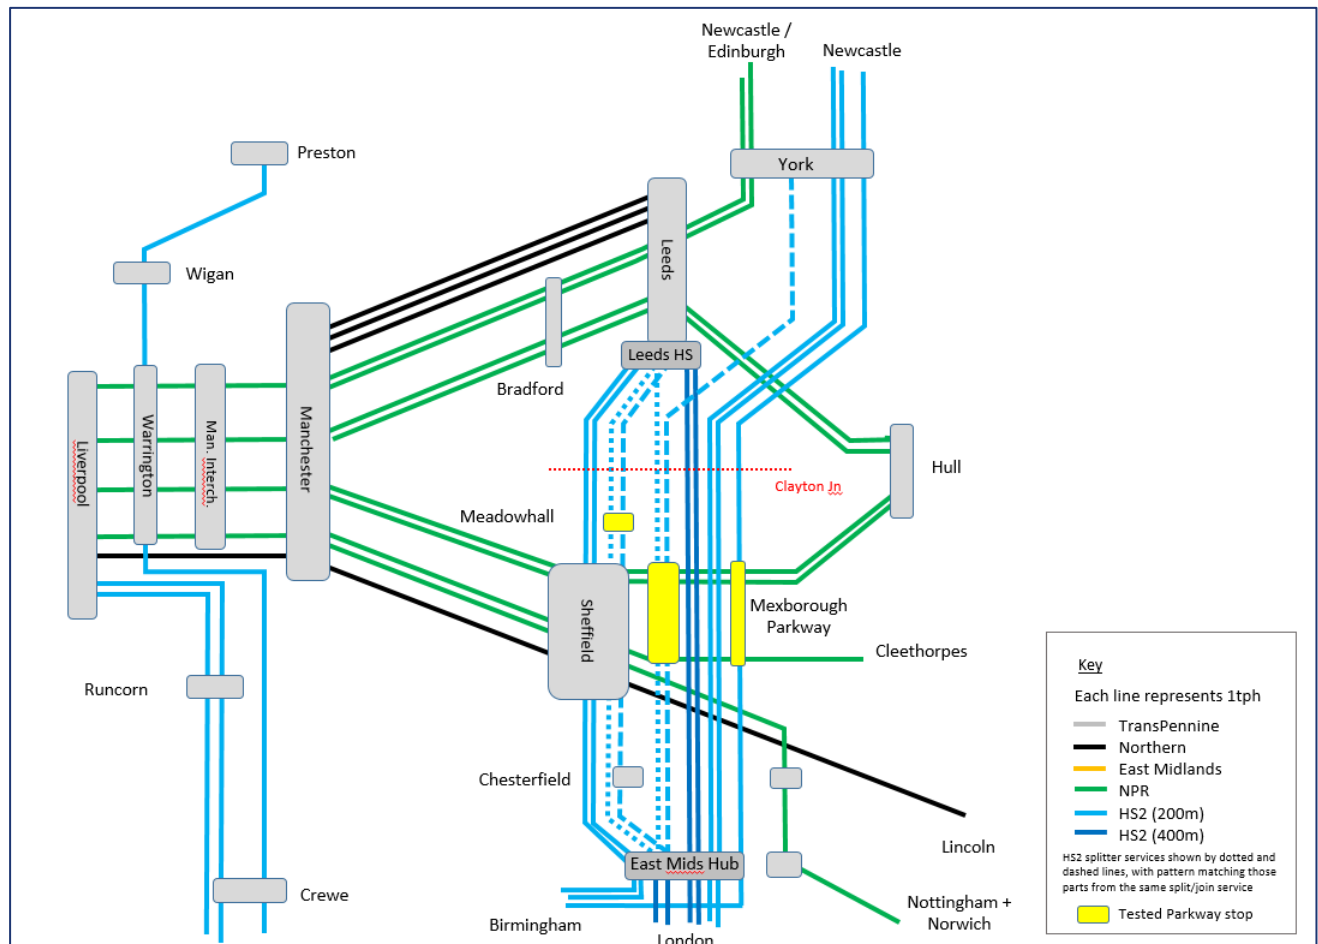 Newcastle /
Edinburgh
Newcastle
York
Preston
Wigan
Leeds
Leeds HS
Bradford
Liverpool
Warrington
Man. Interch.
Manchester
Clayton Jn
Hull
Meadowhall
Sheffield
Mexborough
Parkway
Cleethorpes
Runcorn
Chesterfield
Lincoln
East Mids Hub
Crewe
Birmingham
London
Nottingham +
Norwich
Key
Each line represents 1tph
TransPennine
Northern
East Midlands
NPR
HS2 (200m)
HS2 (400m)
HS2 splitter services shown by dotted and
dashed lines, with pattern matching those
parts from the same split/join service
Tested Parkway stop